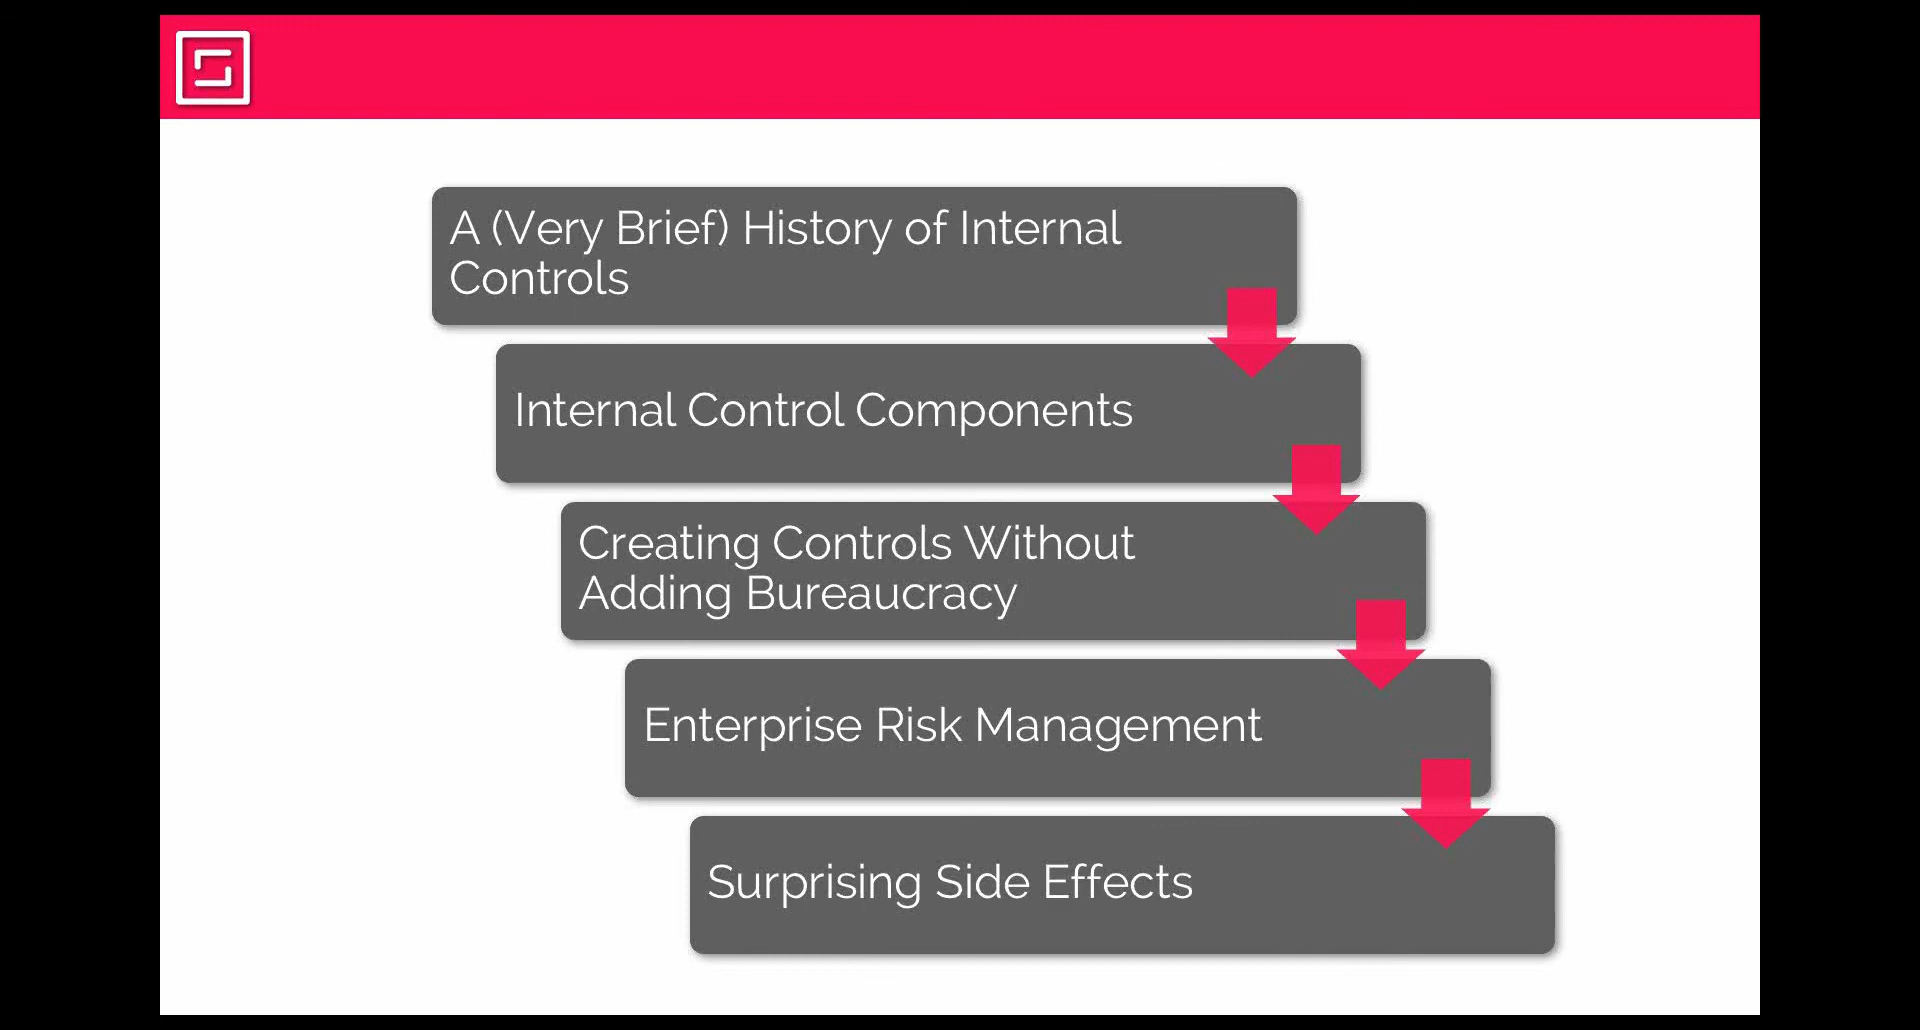 A (Very Brief) History of Internal
Controls
Internal Control Components
Creating Controls Without
Adding Bureaucracy
Enterprise Risk Management
Surprising Side Effects